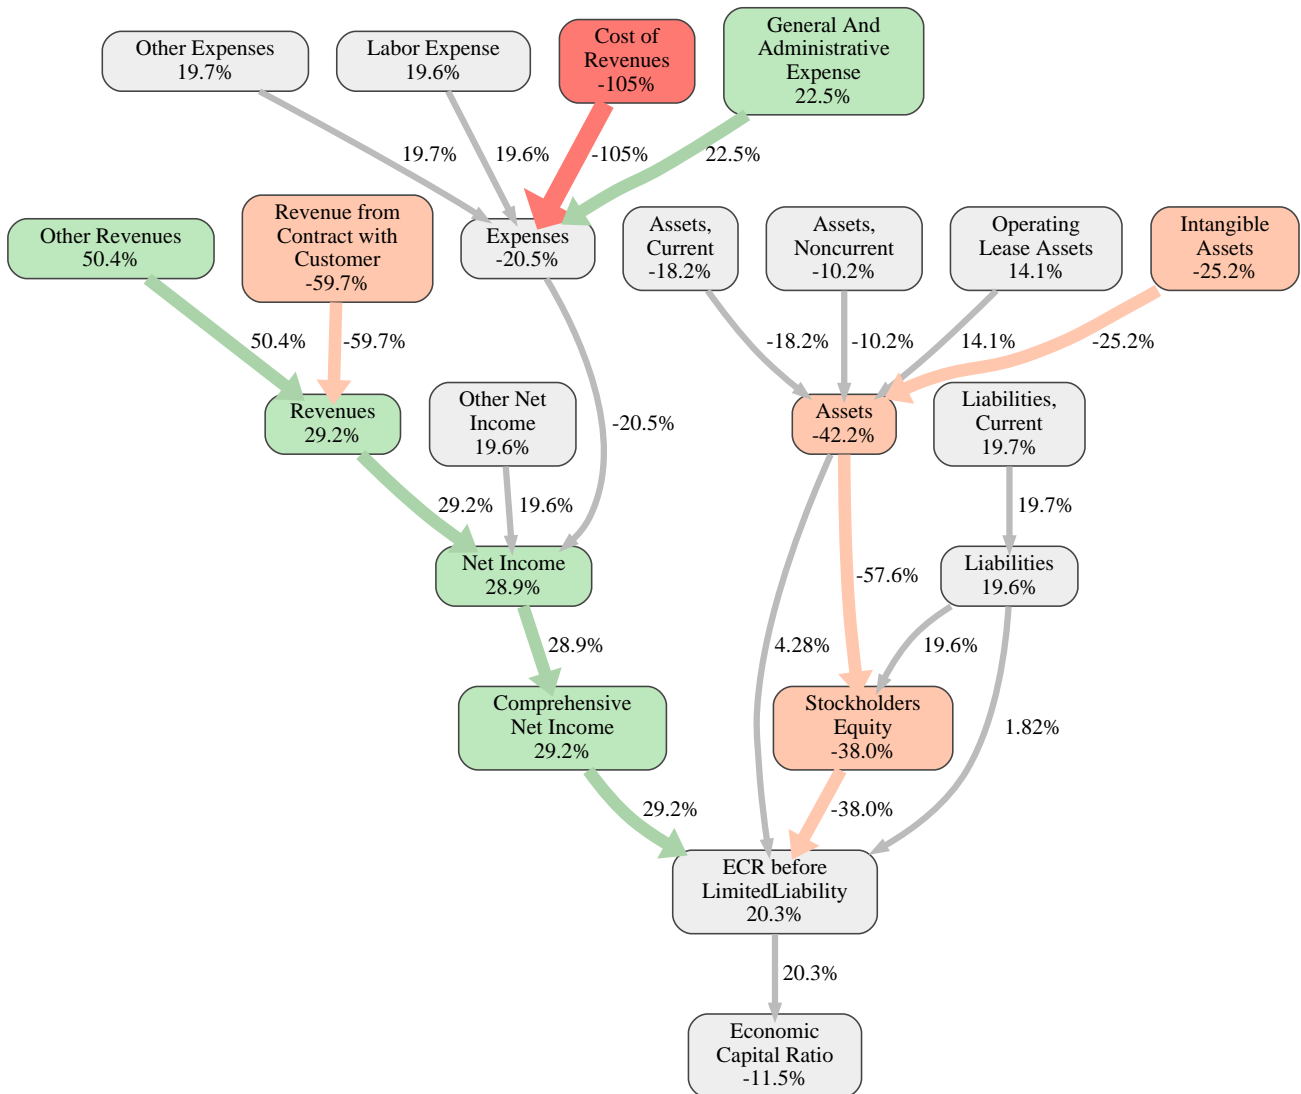 Other Expenses
19.7%
Labor Expense
19.6%
Cost of
Revenues
-105%
General And
Administrative
Expense
22.5%
19.7%
19.6%
-105%
22.5%
Other Revenues
50.4%
Revenue from
Contract with
Customer
-59.7%
Expenses
-20.5%
Assets,
Current
-18.2%
Assets,
Noncurrent
-10.2%
Operating
Lease Assets
14.1%
Intangible
Assets
-25.2%
50.4%
-59.7%
-18.2%
-10.2%
14.1%
-25.2%
Revenues
29.2%
Other Net
Income
19.6%
-20.5%
Assets
-42.2%
Liabilities,
Current
19.7%
29.2%
19.6%
19.7%
Net Income
28.9%
-57.6%
Liabilities
19.6%
28.9%
4.28%
19.6%
Comprehensive
Net Income
29.2%
Stockholders
Equity
-38.0%
1.82%
29.2%
-38.0%
ECR before
LimitedLiability
20.3%
20.3%
Economic
Capital Ratio
-11.5%